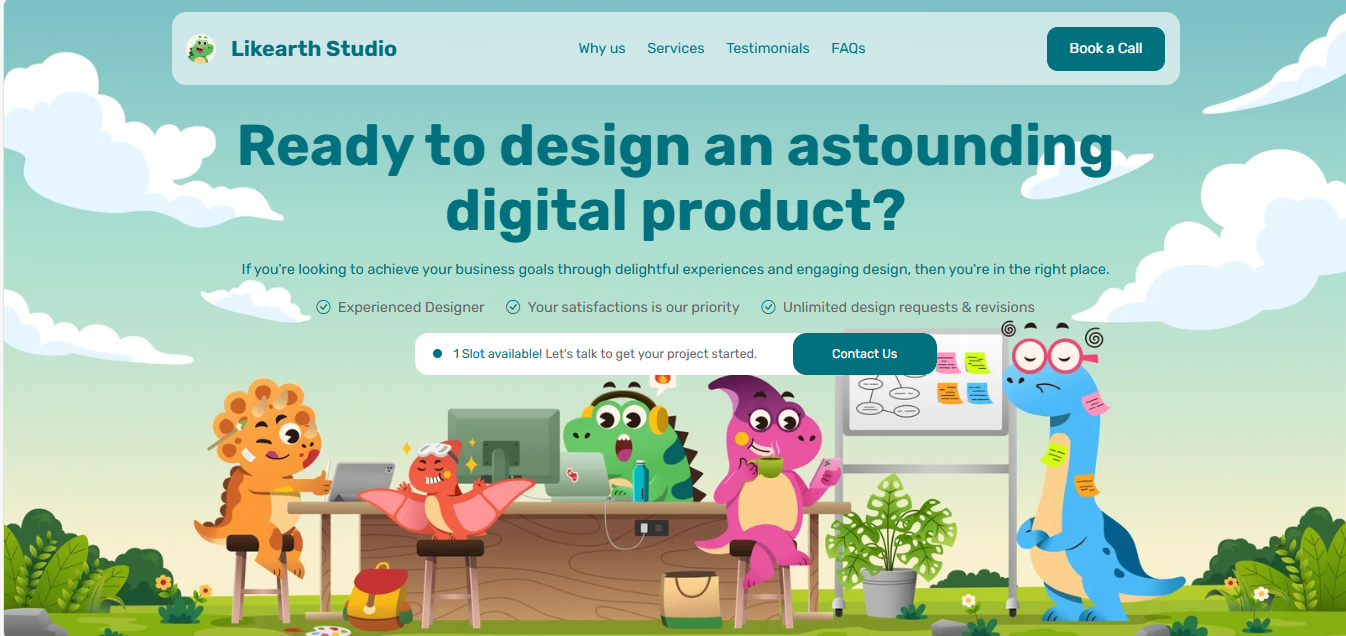 Likearth Studio
Why us Services Testimonials FAQs
Book a Call
Ready to design an astounding
digital product?
If you're looking to achieve your business goals through delightful experiences and engaging design, then you're in the right place.
Experienced Designer Your satisfactions is our priority Unlimited design requests & revisions
1 Slot available! Let's talk to get your project started.
Contact Us